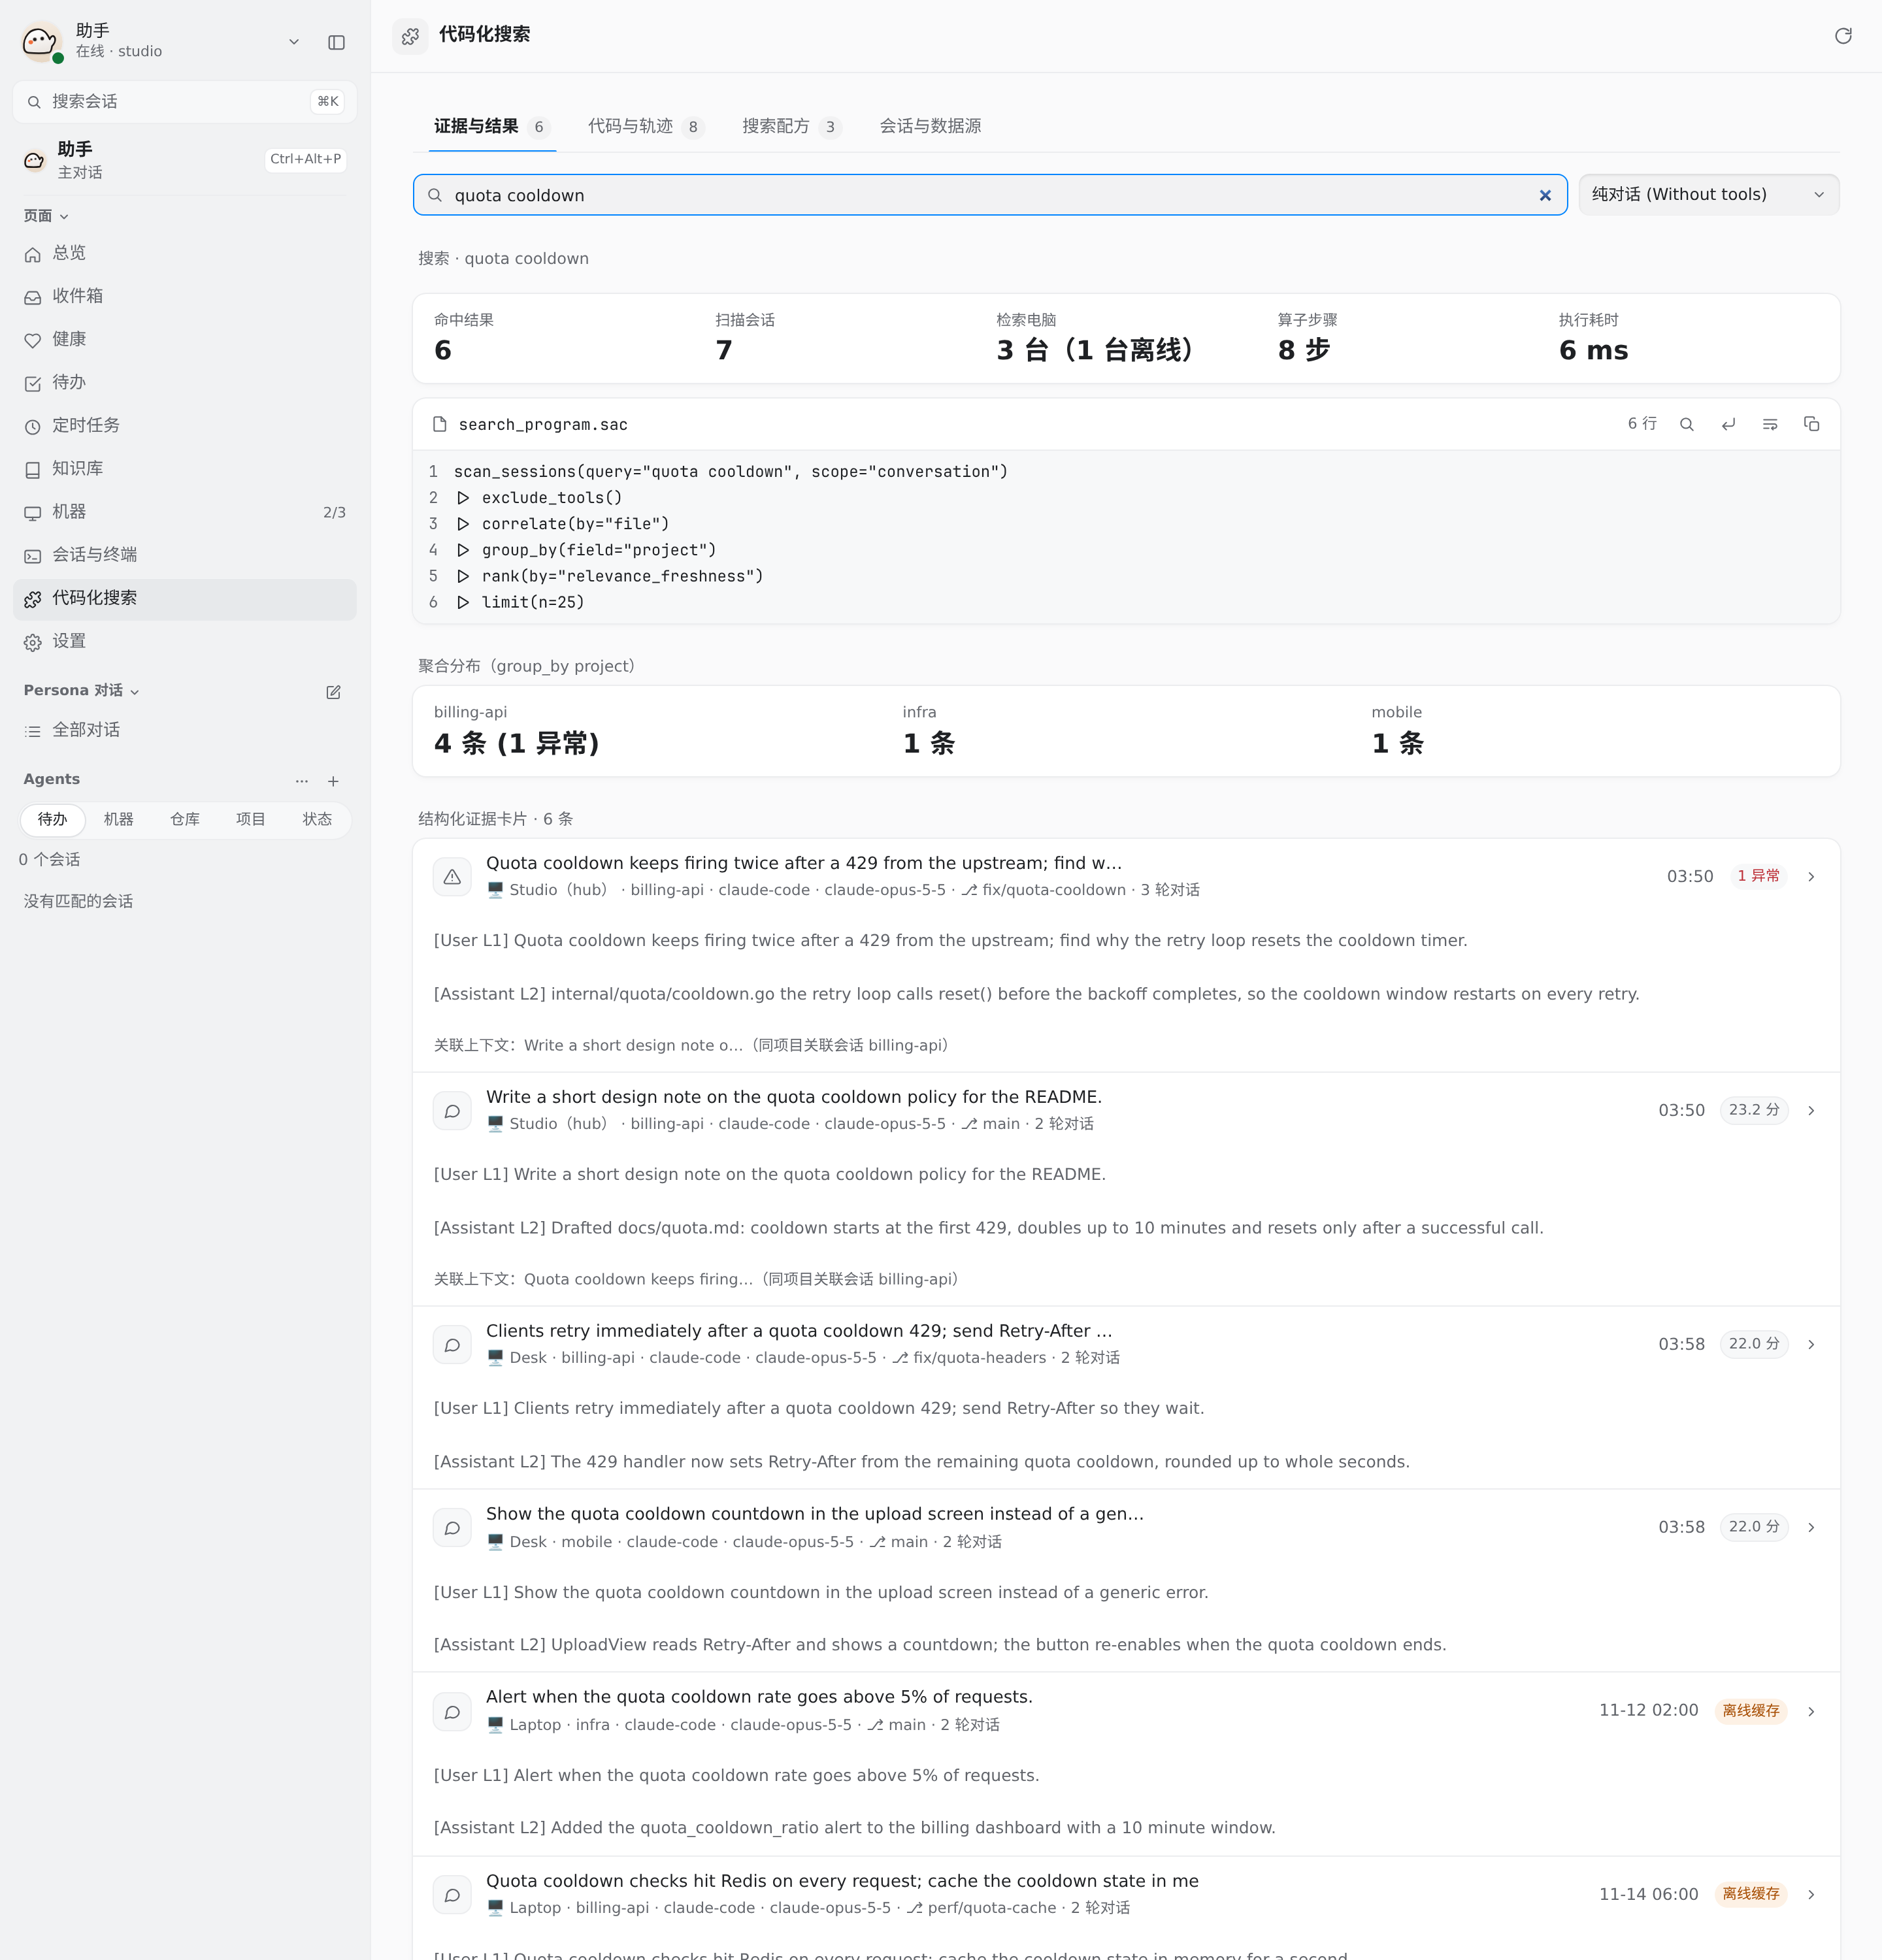 助手
在线 · studio
搜索会话 ⌘K
助手
主对话
Ctrl+Alt+P
页面
总览
收件箱
健康
待办
定时任务
知识库
机器 2/3
会话与终端
代码化搜索
设置
Persona 对话
全部对话
Agents
待办 机器 仓库 项目 状态
0 个会话
没有匹配的会话
代码化搜索
证据与结果 6 代码与轨迹 8 搜索配方 3 会话与数据源
quota cooldown
纯对话 (Without tools)
搜索 · quota cooldown
命中结果 扫描会话 检索电脑 算子步骤 执行耗时
6 7 3 台（1 台离线） 8 步 6 ms
search_program.sac 6 行
1 scan_sessions(query="quota cooldown", scope="conversation")
2 ▷ exclude_tools()
3 ▷ correlate(by="file")
4 ▷ group_by(field="project")
5 ▷ rank(by="relevance_freshness")
6 ▷ limit(n=25)
聚合分布（group_by project）
billing-api infra mobile
4 条 (1 异常) 1 条 1 条
结构化证据卡片 · 6 条
Quota cooldown keeps firing twice after a 429 from the upstream; find w…
Studio（hub） · billing-api · claude-code · claude-opus-5-5 · ⎇ fix/quota-cooldown · 3 轮对话
03:50 1 异常
[User L1] Quota cooldown keeps firing twice after a 429 from the upstream; find why the retry loop resets the cooldown timer.
[Assistant L2] internal/quota/cooldown.go the retry loop calls reset() before the backoff completes, so the cooldown window restarts on every retry.
关联上下文：Write a short design note o…（同项目关联会话 billing-api）
Write a short design note on the quota cooldown policy for the README.
Studio（hub） · billing-api · claude-code · claude-opus-5-5 · ⎇ main · 2 轮对话
03:50 23.2 分
[User L1] Write a short design note on the quota cooldown policy for the README.
[Assistant L2] Drafted docs/quota.md: cooldown starts at the first 429, doubles up to 10 minutes and resets only after a successful call.
关联上下文：Quota cooldown keeps firing…（同项目关联会话 billing-api）
Clients retry immediately after a quota cooldown 429; send Retry-After …
Desk · billing-api · claude-code · claude-opus-5-5 · ⎇ fix/quota-headers · 2 轮对话
03:58 22.0 分
[User L1] Clients retry immediately after a quota cooldown 429; send Retry-After so they wait.
[Assistant L2] The 429 handler now sets Retry-After from the remaining quota cooldown, rounded up to whole seconds.
Show the quota cooldown countdown in the upload screen instead of a gen…
Desk · mobile · claude-code · claude-opus-5-5 · ⎇ main · 2 轮对话
03:58 22.0 分
[User L1] Show the quota cooldown countdown in the upload screen instead of a generic error.
[Assistant L2] UploadView reads Retry-After and shows a countdown; the button re-enables when the quota cooldown ends.
Alert when the quota cooldown rate goes above 5% of requests.
Laptop · infra · claude-code · claude-opus-5-5 · ⎇ main · 2 轮对话
11-12 02:00 离线缓存
[User L1] Alert when the quota cooldown rate goes above 5% of requests.
[Assistant L2] Added the quota_cooldown_ratio alert to the billing dashboard with a 10 minute window.
Quota cooldown checks hit Redis on every request; cache the cooldown state in me
Laptop · billing-api · claude-code · claude-opus-5-5 · ⎇ perf/quota-cache · 2 轮对话
11-14 06:00 离线缓存
[User L1] Quota cooldown checks hit Redis on every request; cache the cooldown state in memory for a second.